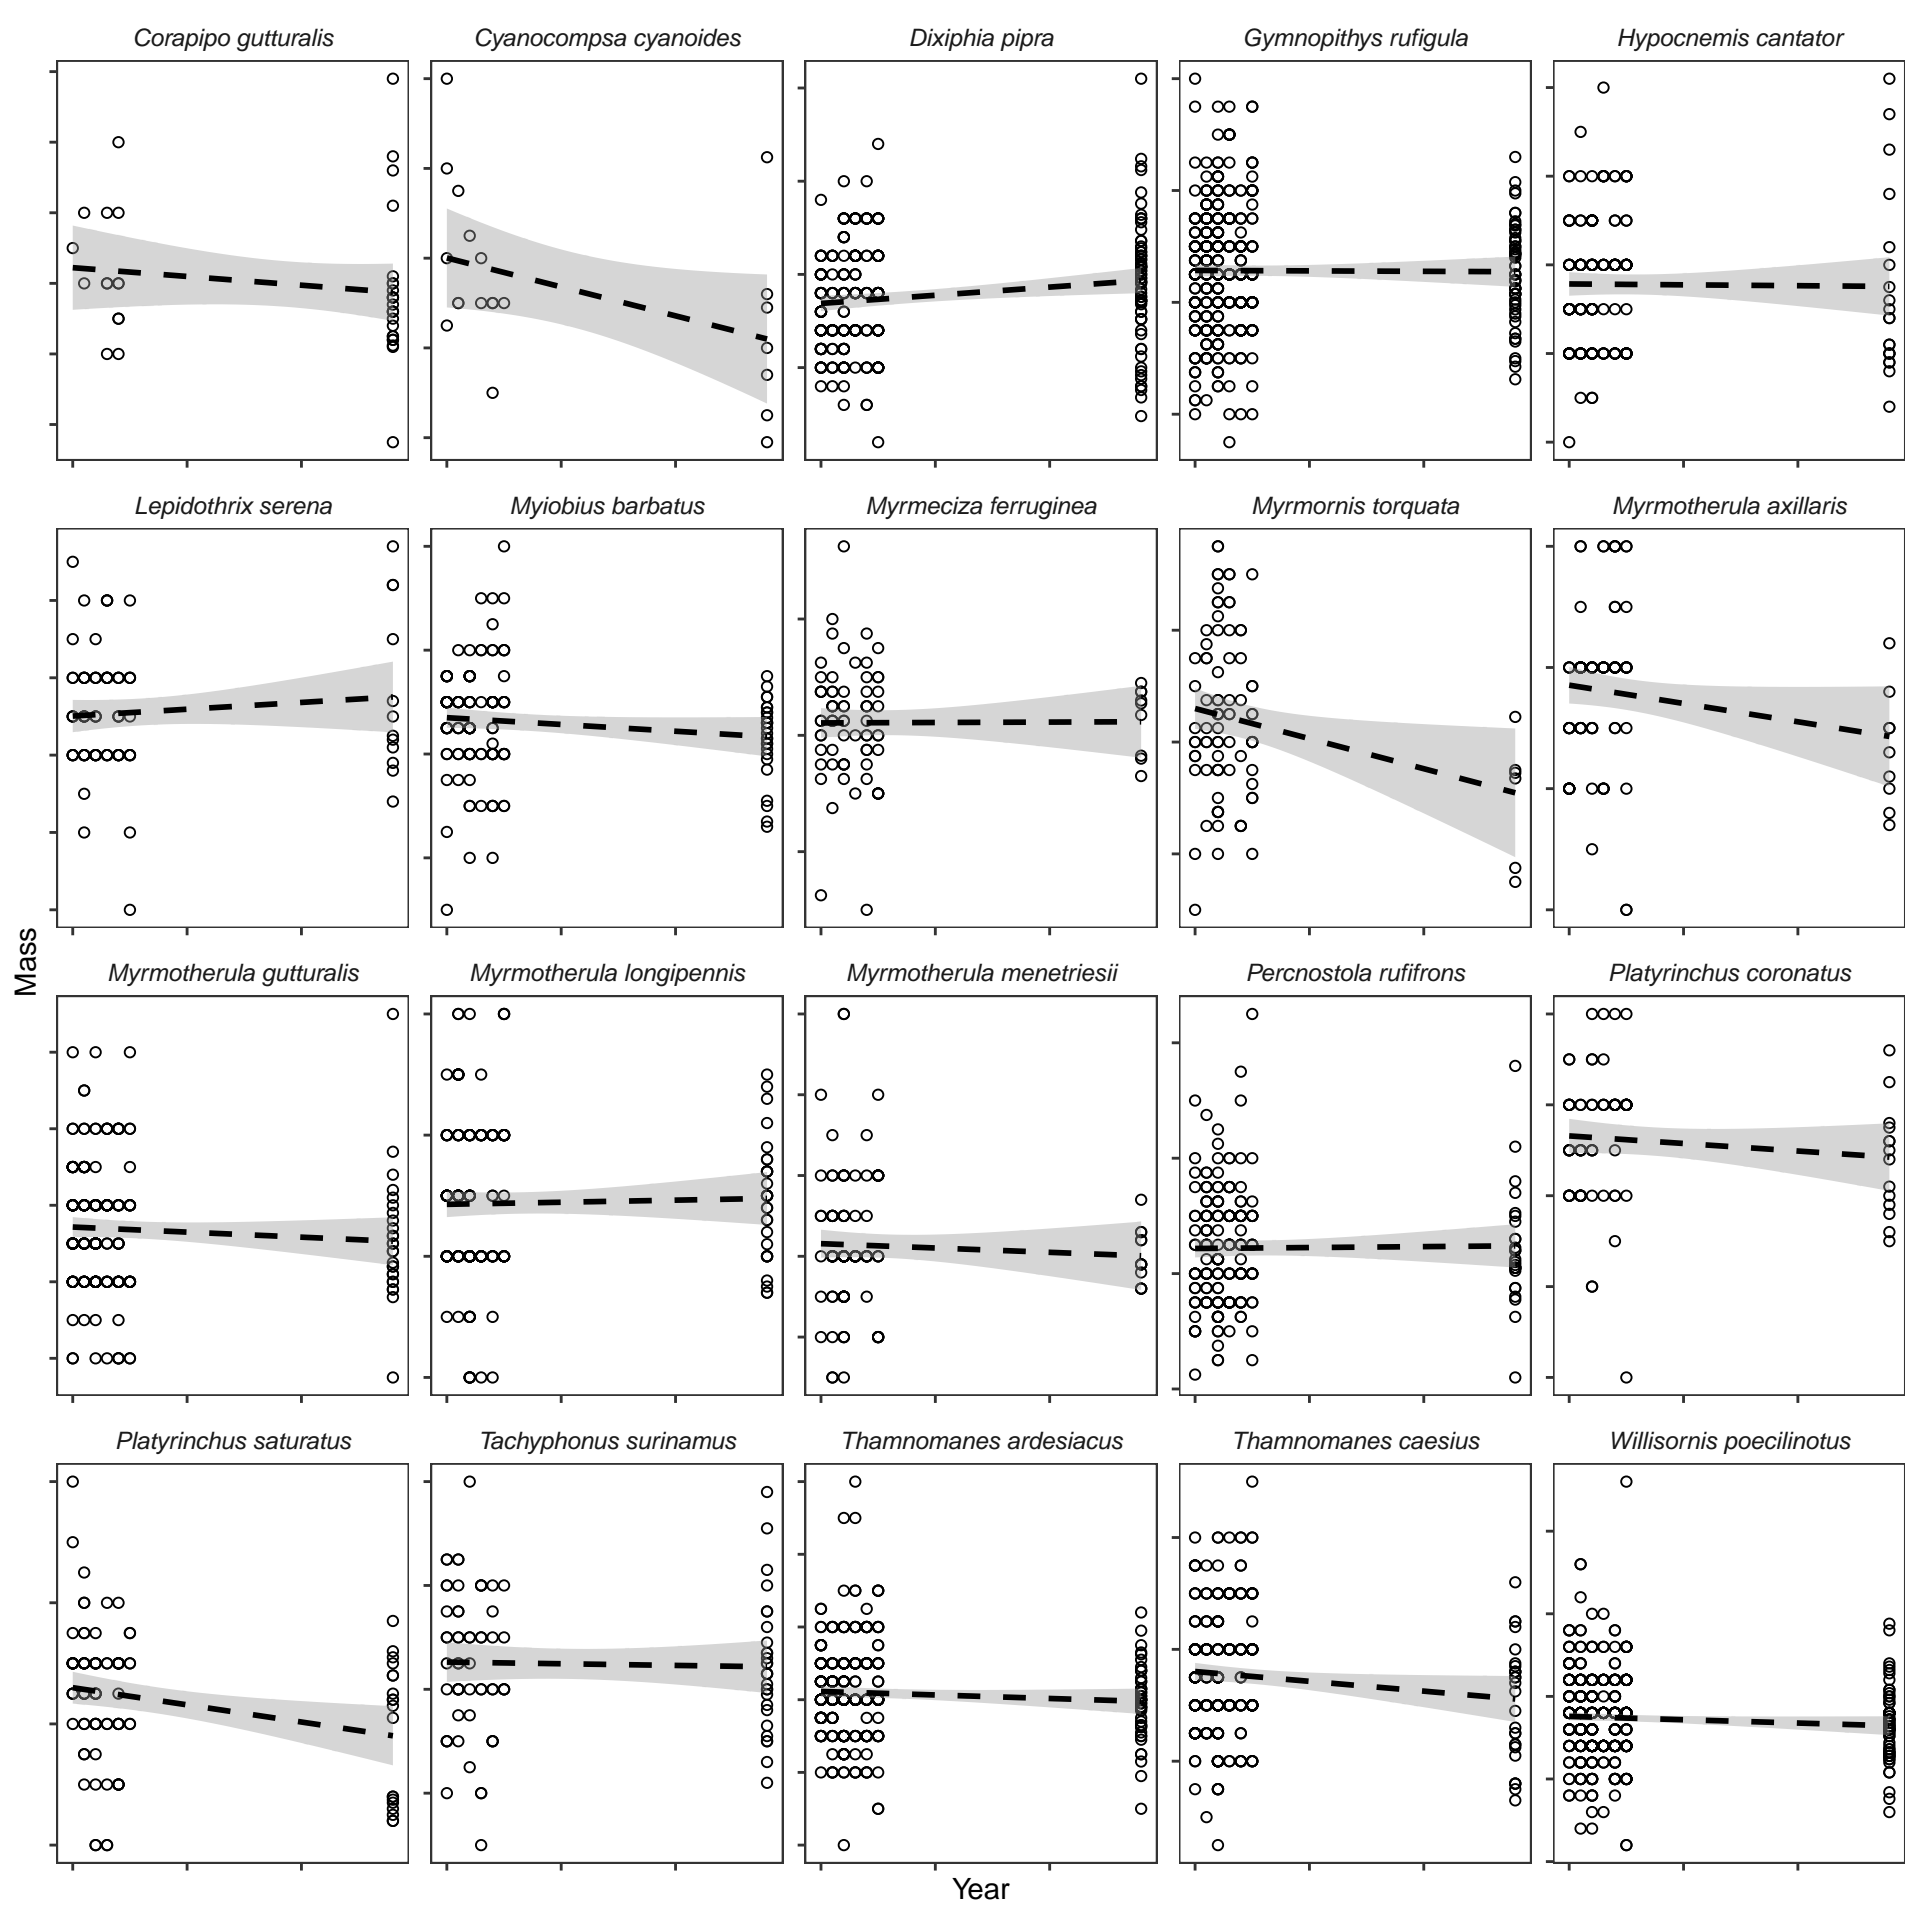 Corapipo gutturalis
Cyanocompsa cyanoides
Dixiphia pipra
Gymnopithys rufigula
Hypocnemis cantator
Lepidothrix serena
Myiobius barbatus
Myrmeciza ferruginea
Myrmornis torquata
Myrmotherula axillaris
Myrmotherula gutturalis
Myrmotherula longipennis
Myrmotherula menetriesii
Percnostola rufifrons
Platyrinchus coronatus
Platyrinchus saturatus
Tachyphonus surinamus
Thamnomanes ardesiacus
Thamnomanes caesius
Willisornis poecilinotus
Mass
Year